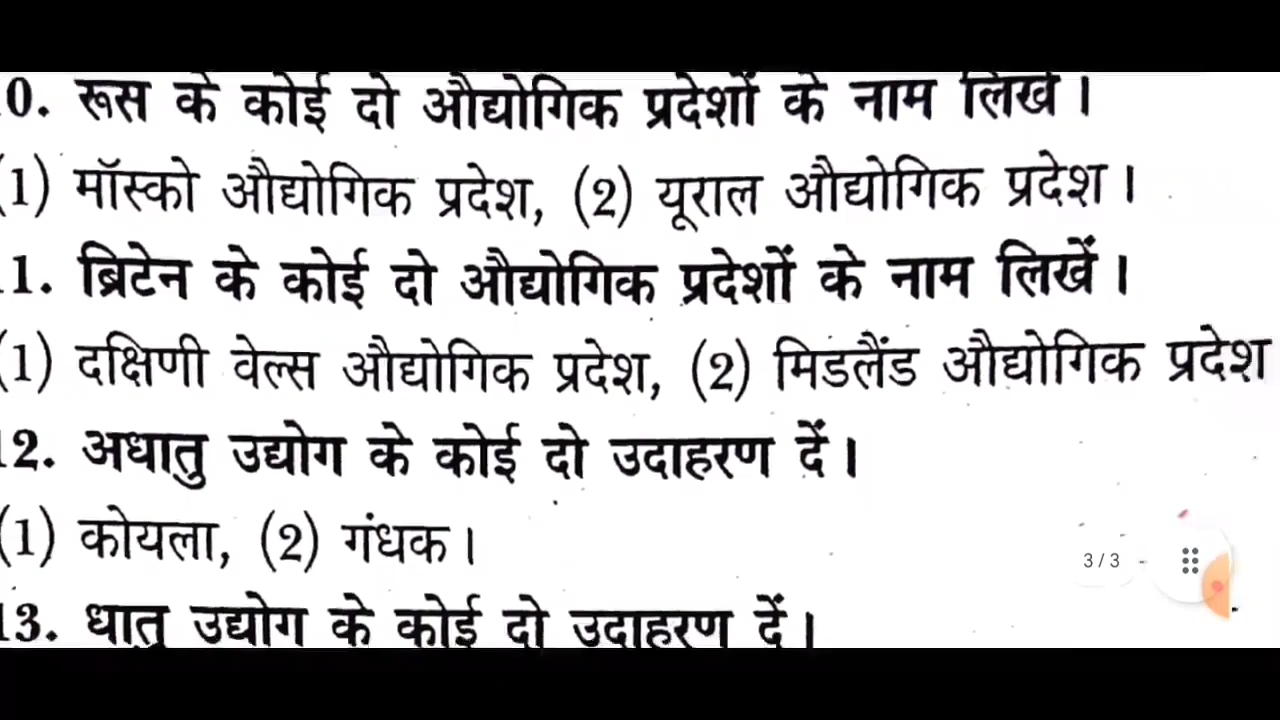 0. रूस के कोई दो औद्योगिक प्रदेशों के नाम लिखें।
(1) मॉस्को औद्योगिक प्रदेश, (2) यूराल औद्योगिक प्रदेश।
1. ब्रिटेन के कोई दो औद्योगिक प्रदेशों के नाम लिखें।
(1) दक्षिणी वेल्स औद्योगिक प्रदेश, (2) मिडलैंड औद्योगिक प्रदेश
12. अधातु उद्योग के कोई दो उदाहरण दें।
(1) कोयला, (2) गंधक।
3 / 3
13. धातु उद्योग के कोई दो उदाहरण दें।